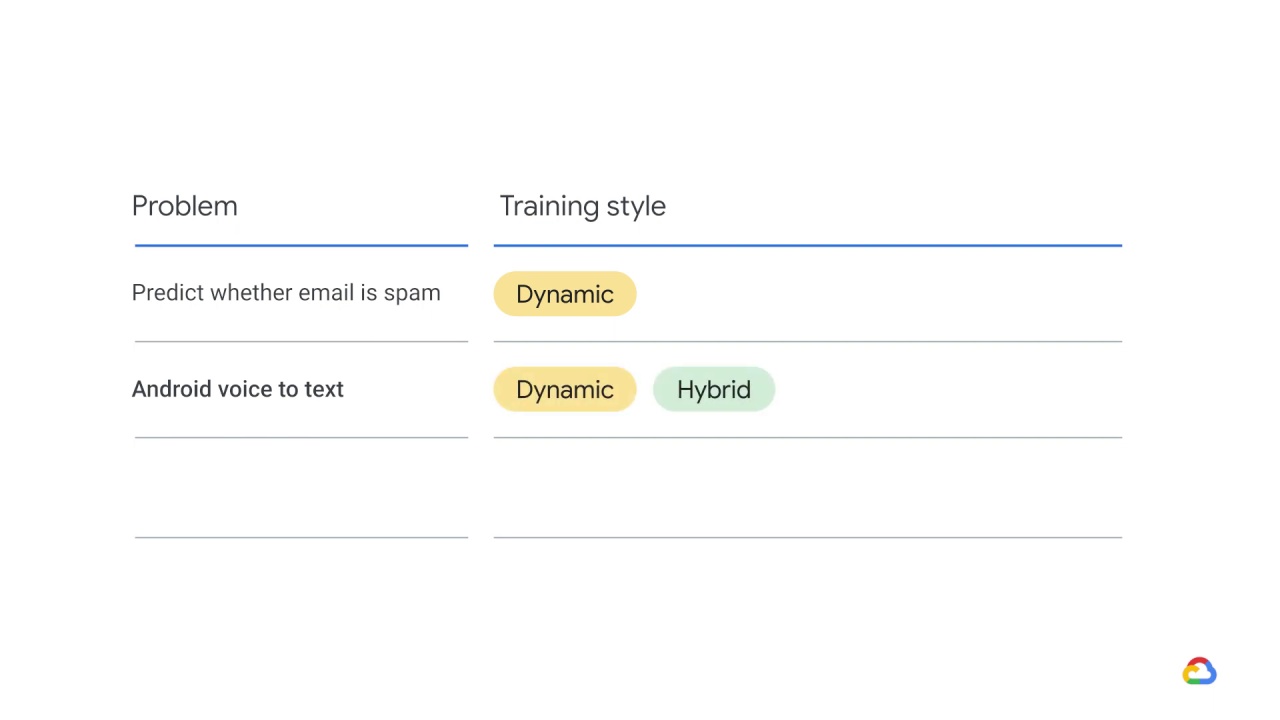 Problem
Training style
Predict whether email is spam
Dynamic
Android voice to text
Dynamic
Hybrid